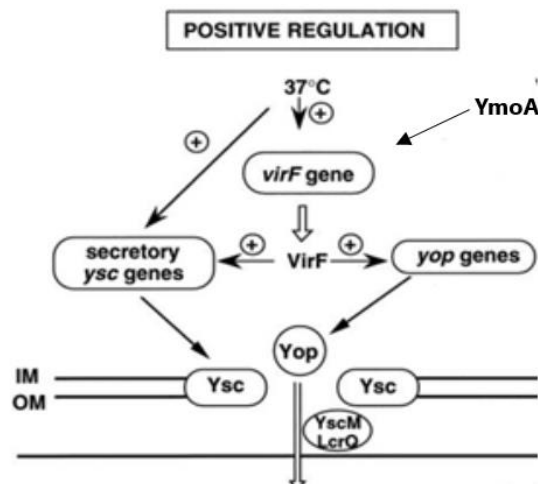 POSITIVE REGULATION
37°C
+
YmoA
+
virF gene
secretory
ysc genes
+
VirF
+
yop genes
Yop
IM
Ysc
Ysc
OM
YscM
LcrQ